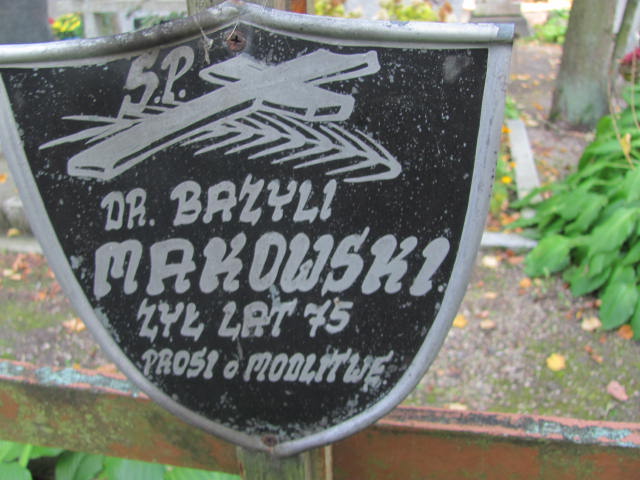 Ś.P.
DR. BAZYLI
MAKOWSKI
ŻYŁ LAT 75
PROSI o MODLITWĘ